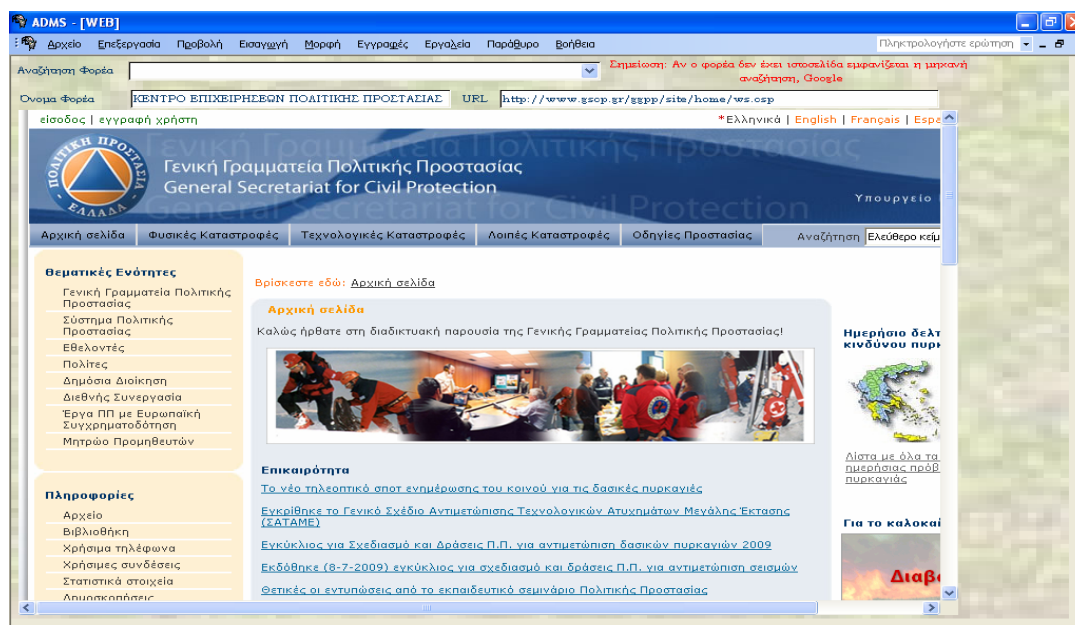 ADMS - [WEB]
Αρχείο Επεξεργασία Προβολή Εισαγωγή Μορφή Εγγραφές Εργαλεία Παράθυρο Βοήθεια Πληκτρολογήστε ερώτηση
Αναζήτηση Φορέα
Σημείωση: Αν ο φορέα δεν έχει ιστοσελίδα εμφανίζεται η μηχανή
αναζήτηση, Google
Όνομα Φορέα ΚΕΝΤΡΟ ΕΠΙΧΕΙΡΗΣΕΩΝ ΠΟΛΙΤΙΚΗΣ ΠΡΟΣΤΑΣΙΑΣ URL http://www.gscp.gr/ggpp/site/home/ws.csp
είσοδος | εγγραφή χρήστη *Ελληνικά | English | Français | Espa
ΠΟΛΙΤΙΚΗ ΠΡΟΣΤΑΣΙΑ - ΕΛΛΑΔΑ -
Γενική Γραμματεία Πολιτικής Προστασίας
General Secretariat for Civil Protection
Υπουργείο
Αρχική σελίδα Φυσικές Καταστροφές Τεχνολογικές Καταστροφές Λοιπές Καταστροφές Οδηγίες Προστασίας Αναζήτηση Ελεύθερο κείμ
Θεματικές Ενότητες
Γενική Γραμματεία Πολιτικής
Προστασίας
Σύστημα Πολιτικής
Προστασίας
Εθελοντές
Πολίτες
Δημόσια Διοίκηση
Διεθνής Συνεργασία
Έργα ΠΠ με Ευρωπαϊκή
Συγχρηματοδότηση
Μητρώο Προμηθευτών
Πληροφορίες
Αρχείο
Βιβλιοθήκη
Χρήσιμα τηλέφωνα
Χρήσιμες συνδέσεις
Στατιστικά στοιχεία
Δημοσκοπήσεις
Βρίσκεστε εδώ: Αρχική σελίδα
Αρχική σελίδα
Καλώς ήρθατε στη διαδικτυακή παρουσία της Γενικής Γραμματείας Πολιτικής Προστασίας!
Επικαιρότητα
Το νέο τηλεοπτικό σποτ ενημέρωσης του κοινού για τις δασικές πυρκαγιές
Εγκρίθηκε το Γενικό Σχέδιο Αντιμετώπισης Τεχνολογικών Ατυχημάτων Μεγάλης Έκτασης
(ΣΑΤΑΜΕ)
Εγκύκλιος για Σχεδιασμό και Δράσεις Π.Π. για αντιμετώπιση δασικών πυρκαγιών 2009
Εκδόθηκε (8-7-2009) εγκύκλιος για σχεδιασμό και δράσεις Π.Π. για αντιμετώπιση σεισμών
Θετικές οι εντυπώσεις από το εκπαιδευτικό σεμινάριο Πολιτικής Προστασίας
Ημερήσιο δελτ
κινδύνου πυρκ
Λίστα με όλα τα
ημερήσιας πρόβ
πυρκαγιάς
Για το καλοκαί
Διαβ